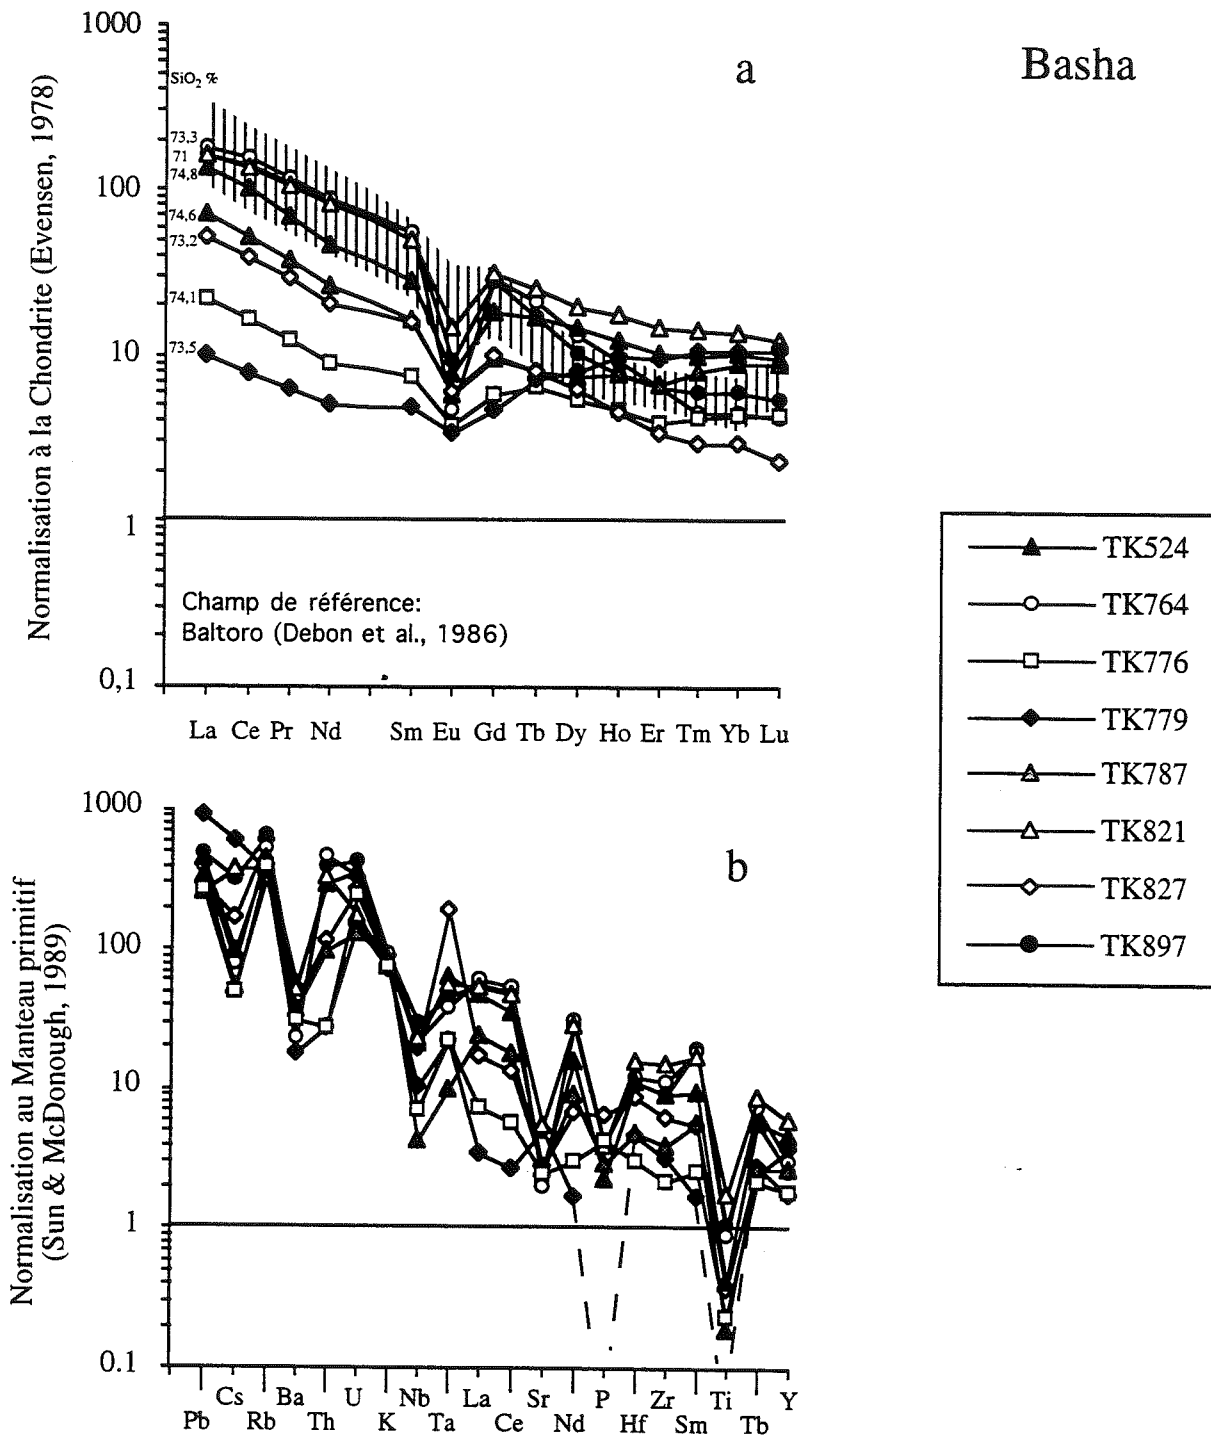 Basha
a
Normalisation à la Chondrite (Evensen, 1978)
1000
100
10
1
0,1
SiO₂ %
73,3
71
74,8
74,6
73,2
74,1
73,5
Champ de référence:
Baltoro (Debon et al., 1986)
La Ce Pr Nd Sm Eu Gd Tb Dy Ho Er Tm Yb Lu
TK524
TK764
TK776
TK779
TK787
TK821
TK827
TK897
b
Normalisation au Manteau primitif
(Sun & McDonough, 1989)
1000
100
10
1
0.1
Cs Ba U Nb La Sr P Zr Ti Y
Pb Rb Th K Ta Ce Nd Hf Sm Tb